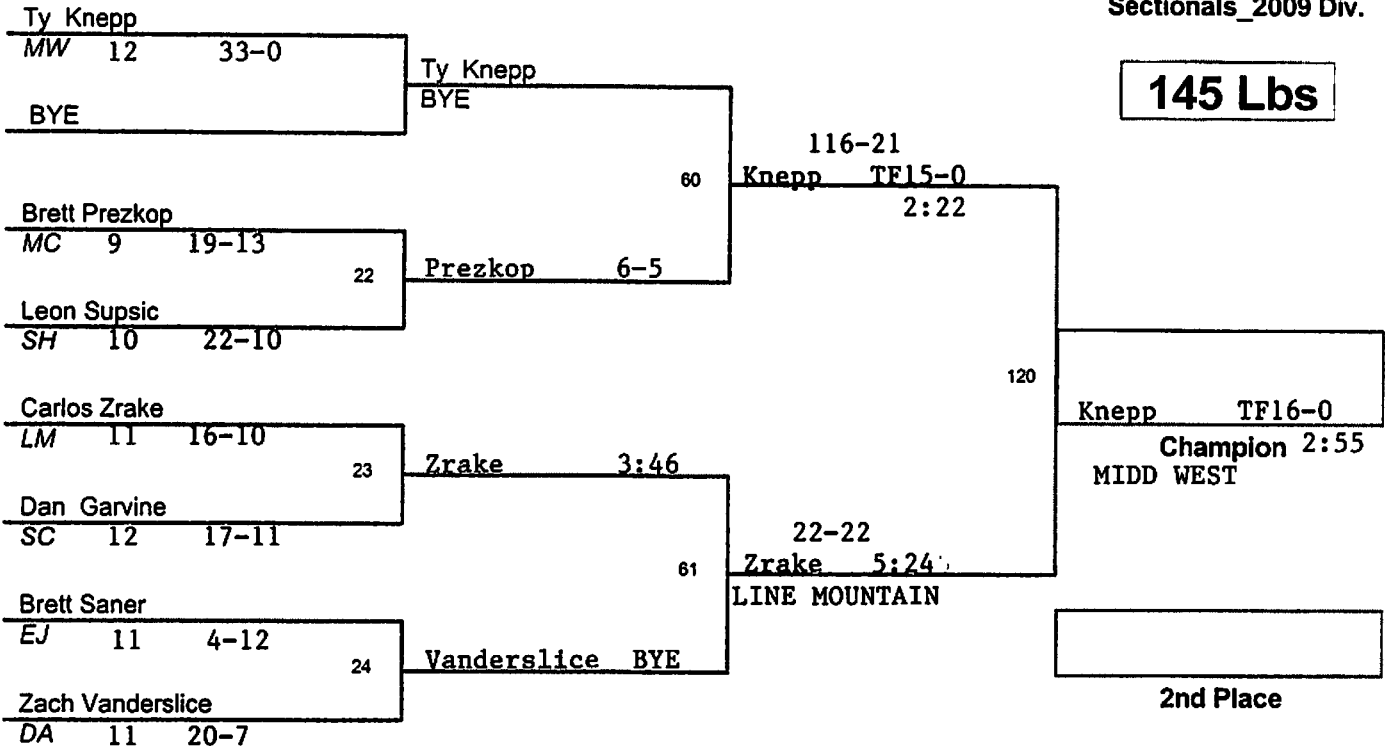 Sectionals_2009 Div.
145 Lbs
Ty Knepp
MW 12 33-0
BYE
Ty Knepp
BYE
Brett Prezkop
MC 9 19-13
22
Prezkop 6-5
Leon Supsic
SH 10 22-10
60
116-21
Knepp TF15-0
2:22
Carlos Zrake
LM 11 16-10
23
Zrake 3:46
Dan Garvine
SC 12 17-11
Brett Saner
EJ 11 4-12
24
Vanderslice BYE
Zach Vanderslice
DA 11 20-7
61
22-22
Zrake 5:24
LINE MOUNTAIN
120
Knepp TF16-0
Champion 2:55
MIDD WEST
2nd Place